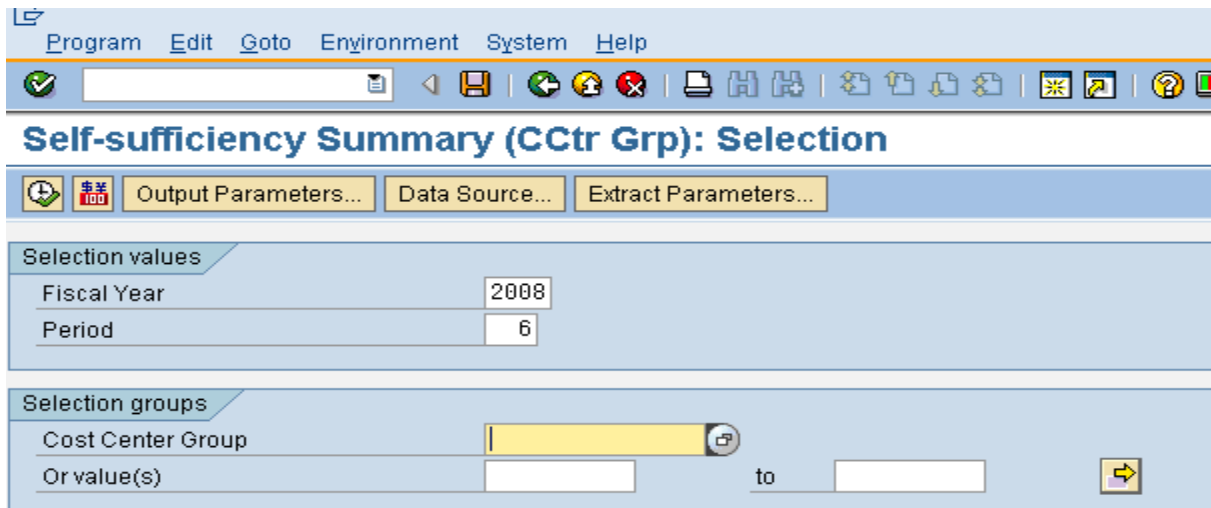 Program Edit Goto Environment System Help
Self-sufficiency Summary (CCtr Grp): Selection
Output Parameters... Data Source... Extract Parameters...
Selection values
Fiscal Year 2008
Period 6
Selection groups
Cost Center Group
Or value(s) to